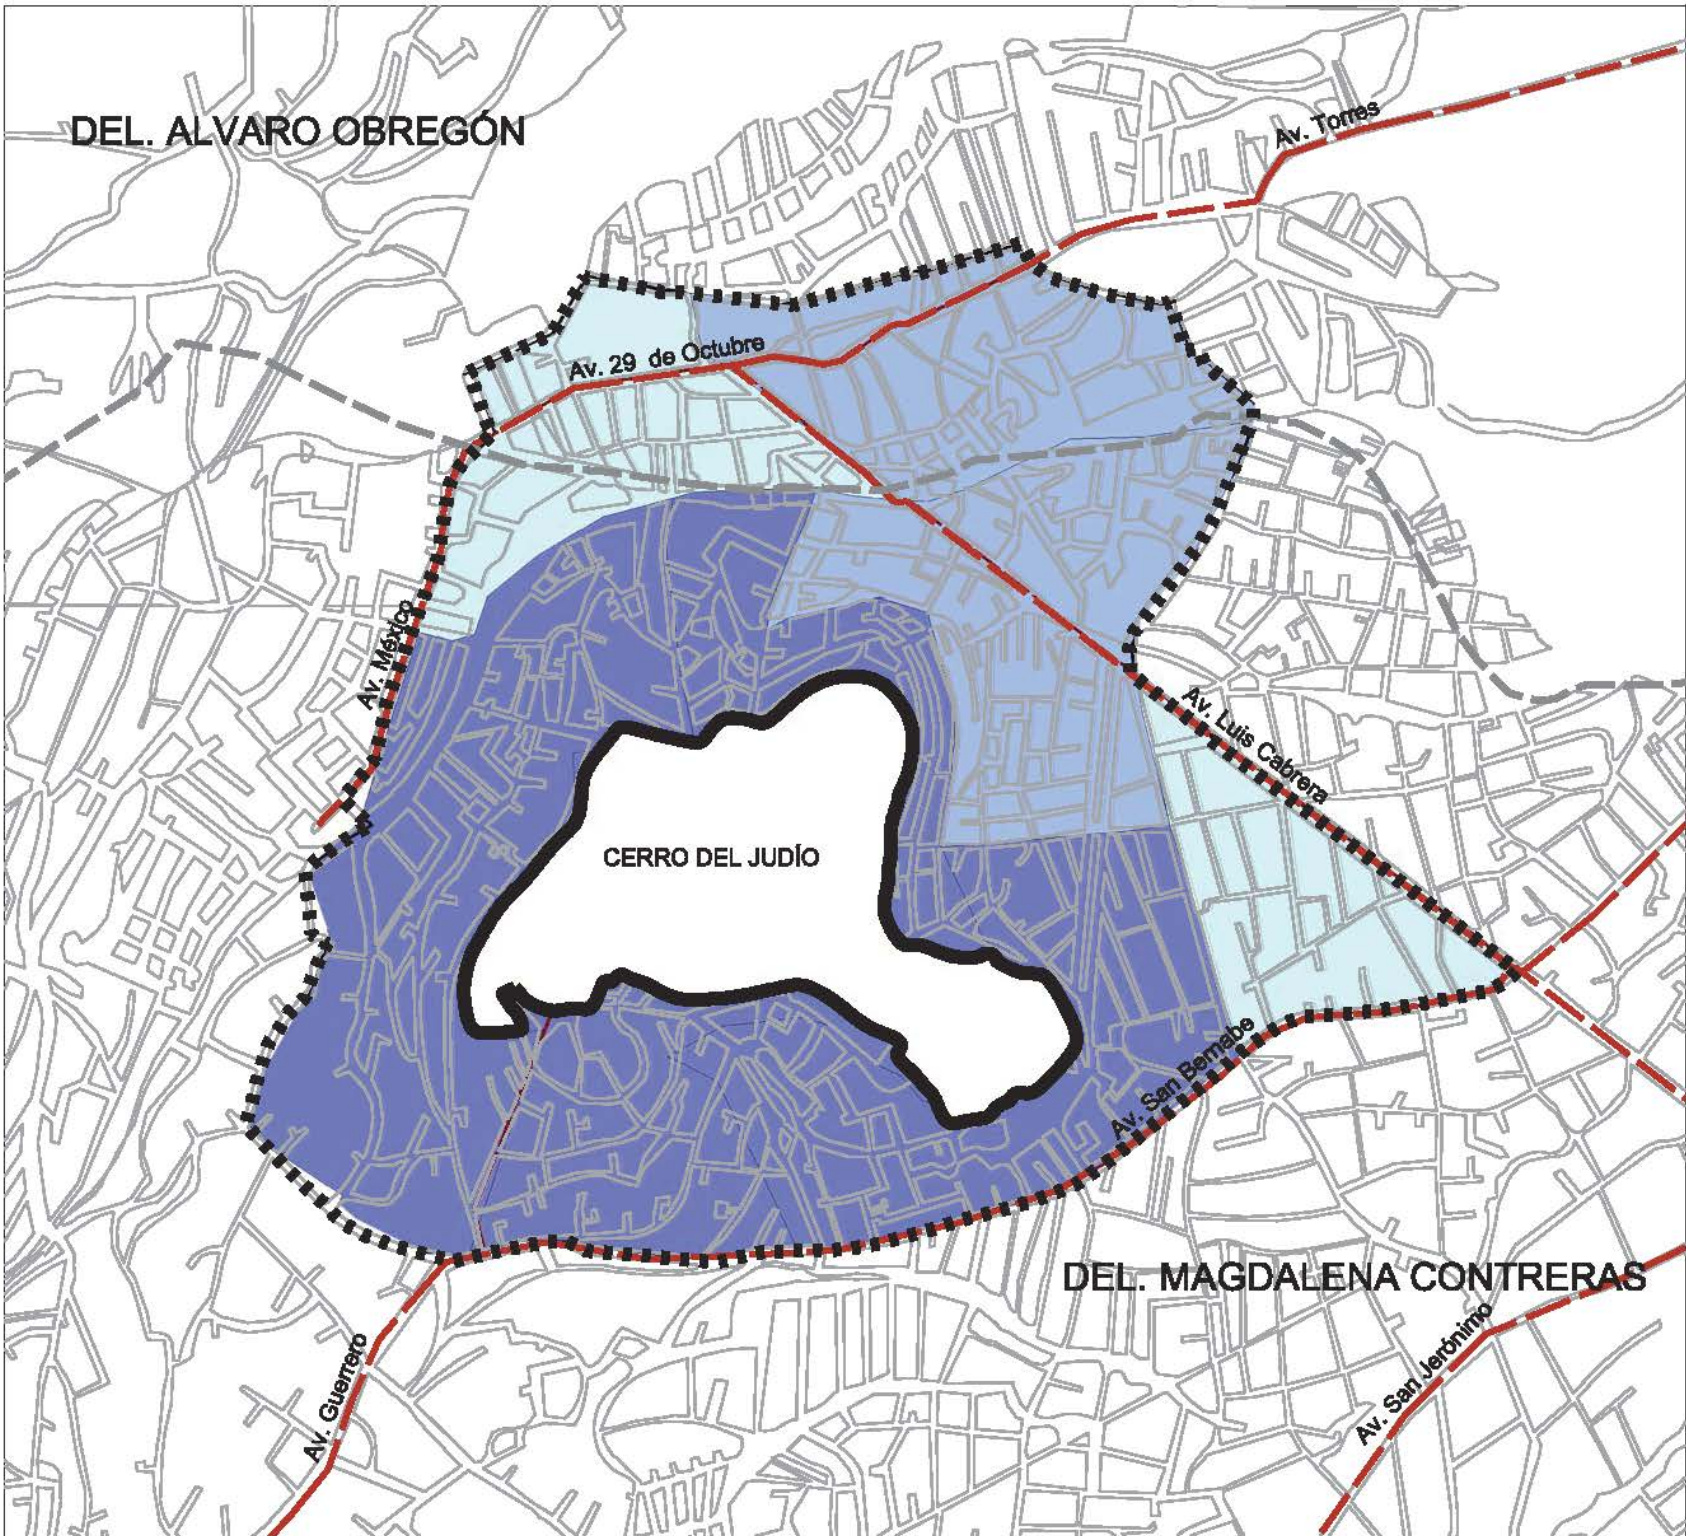 DEL. ALVARO OBREGÓN
Av. Torres
Av. 29 de Octubre
Av. México
Av. Luis Cabrera
CERRO DEL JUDÍO
Av. San Bernabe
DEL. MAGDALENA CONTRERAS
Av. Guerrero
Av. San Jerónimo